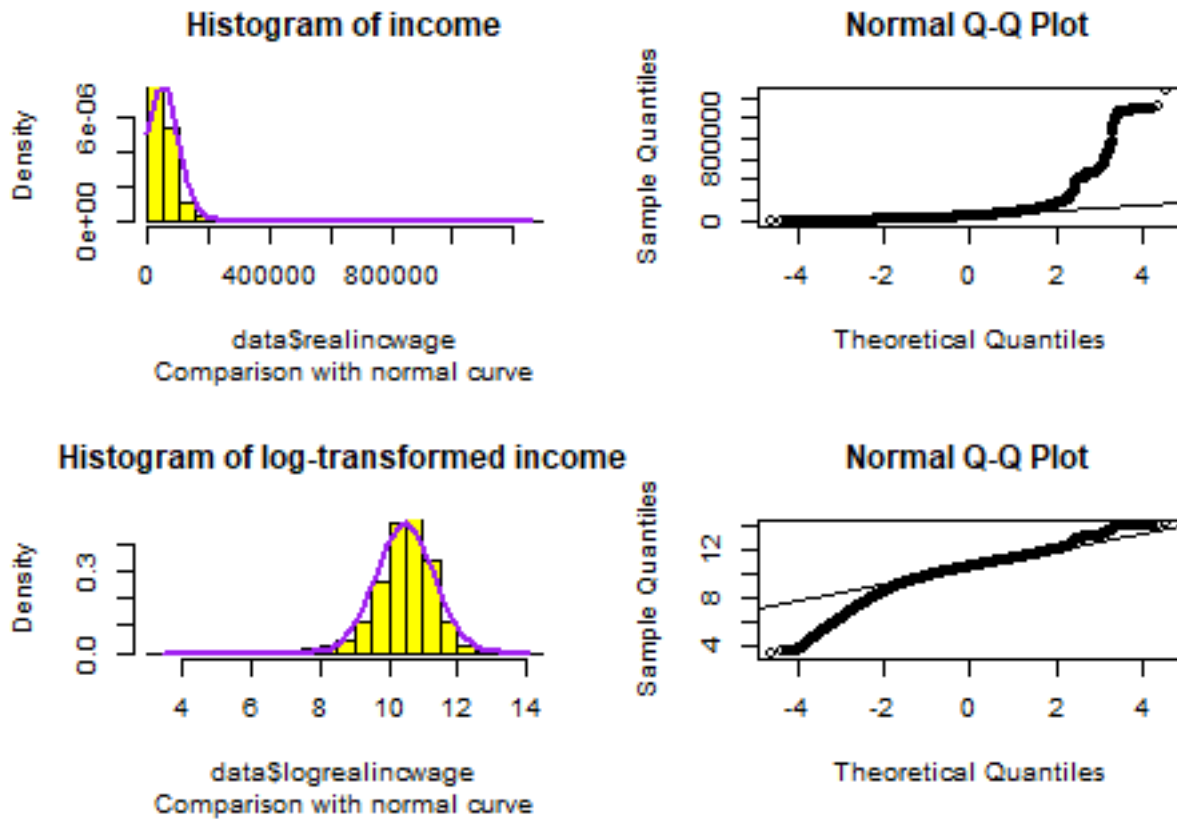 Histogram of income
Density
0e+00 6e-06
0 400000 800000
data$realincwage
Comparison with normal curve
Normal Q-Q Plot
Sample Quantiles
0 800000
-4 -2 0 2 4
Theoretical Quantiles
Histogram of log-transformed income
Density
0.0 0.3
4 6 8 10 12 14
data$logrealincwage
Comparison with normal curve
Normal Q-Q Plot
Sample Quantiles
4 8 12
-4 -2 0 2 4
Theoretical Quantiles